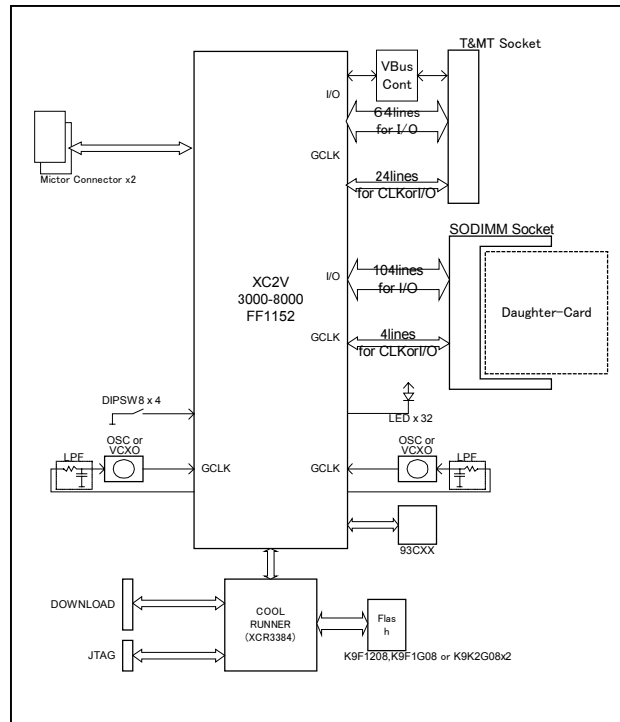 T&MT Socket
VBus
Cont
I/O
64lines
for I/O
GCLK
24lines
for CLKorI/O
Mictor Connector x2
SODIMM Socket
XC2V
3000-8000
FF1152
I/O
104lines
for I/O
Daughter-Card
GCLK
4lines
for CLKorI/O
DIPSW8 x 4
LED x 32
LPF
OSC or
VCXO
GCLK
GCLK
OSC or
VCXO
LPF
93CXX
DOWNLOAD
COOL
RUNNER
(XCR3384)
Flas
h
JTAG
K9F1208,K9F1G08 or K9K2G08x2